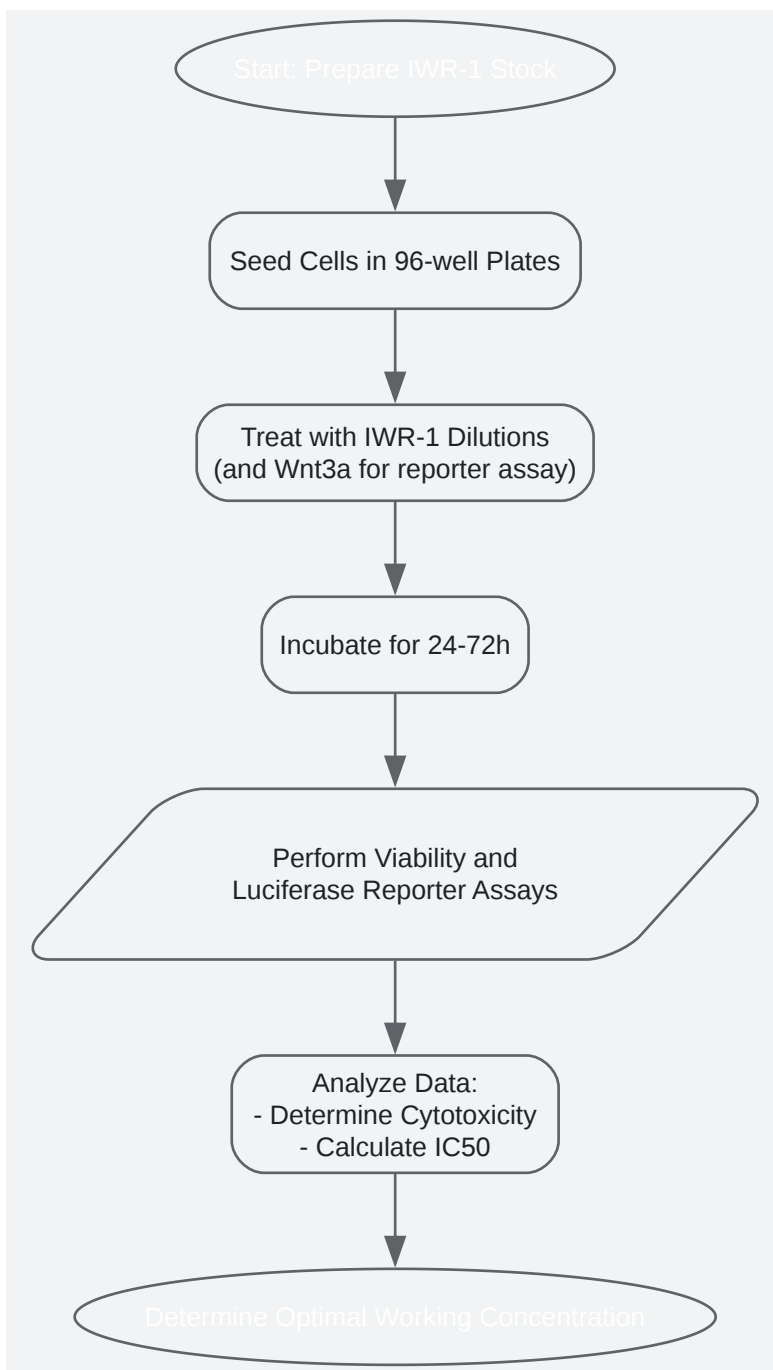 Start: Prepare IWR-1 Stock
Seed Cells in 96-well Plates
Treat with IWR-1 Dilutions
(and Wnt3a for reporter assay)
Incubate for 24-72h
Perform Viability and
Luciferase Reporter Assays
Analyze Data:
- Determine Cytotoxicity
- Calculate IC50
Determine Optimal Working Concentration